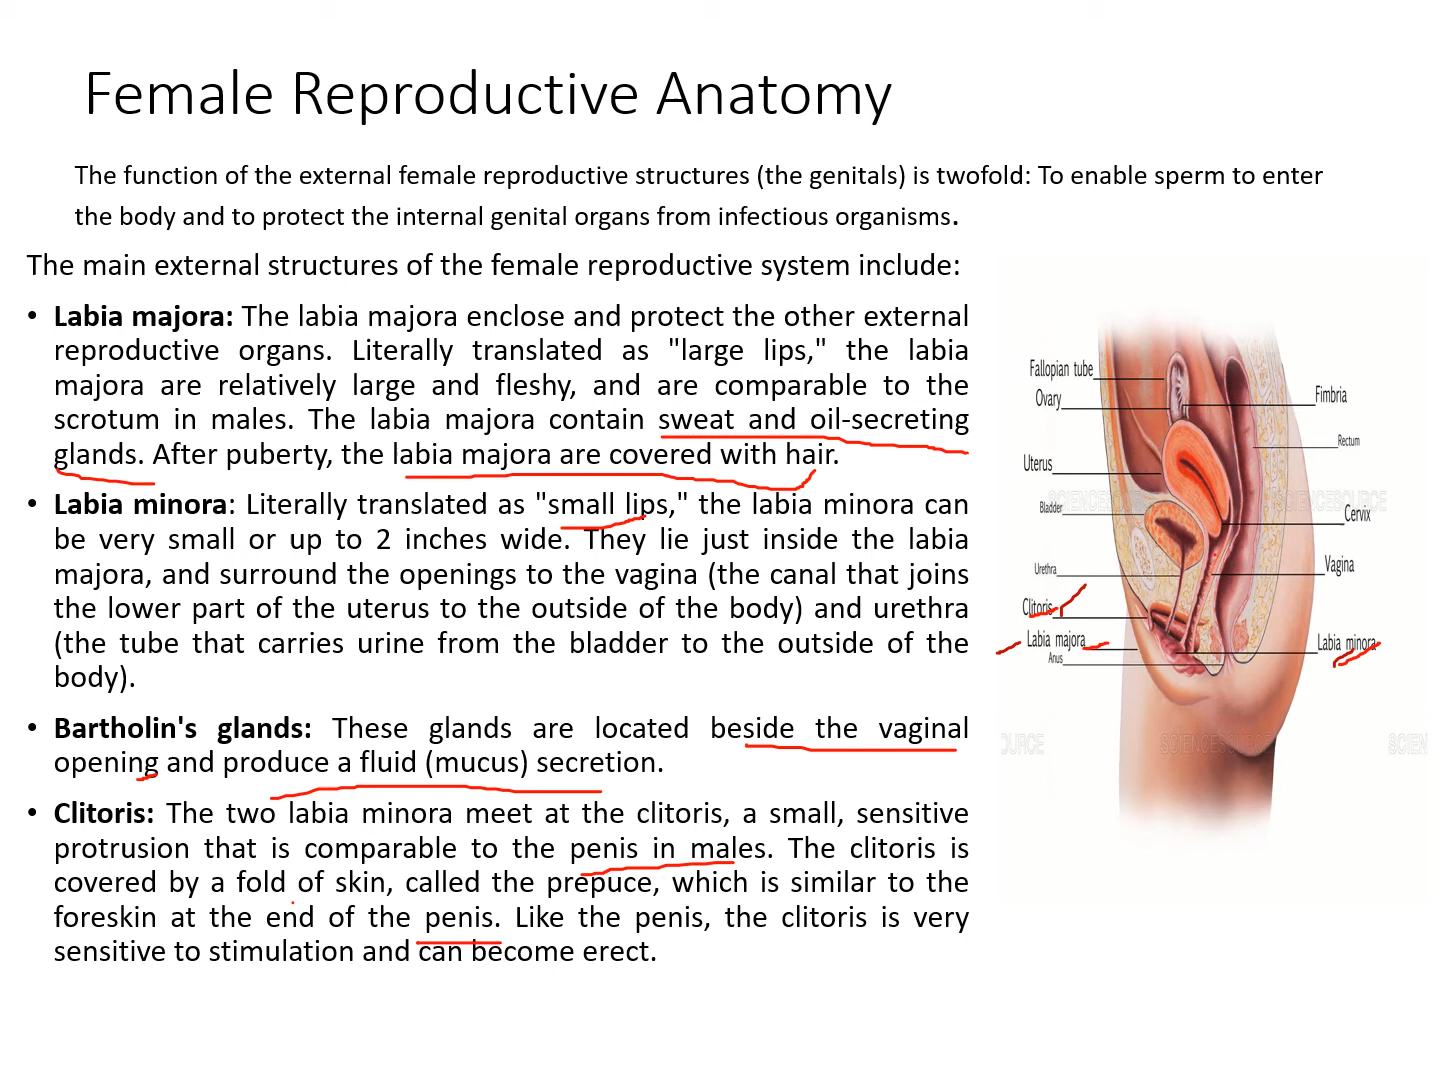 Female Reproductive Anatomy
The function of the external female reproductive structures (the genitals) is twofold: To enable sperm to enter
the body and to protect the internal genital organs from infectious organisms.
The main external structures of the female reproductive system include:
• Labia majora: The labia majora enclose and protect the other external
reproductive organs. Literally translated as "large lips," the labia
majora are relatively large and fleshy, and are comparable to the
scrotum in males. The labia majora contain sweat and oil-secreting
glands. After puberty, the labia majora are covered with hair.
• Labia minora: Literally translated as "small lips," the labia minora can
be very small or up to 2 inches wide. They lie just inside the labia
majora, and surround the openings to the vagina (the canal that joins
the lower part of the uterus to the outside of the body) and urethra
(the tube that carries urine from the bladder to the outside of the
body).
• Bartholin's glands: These glands are located beside the vaginal
opening and produce a fluid (mucus) secretion.
• Clitoris: The two labia minora meet at the clitoris, a small, sensitive
protrusion that is comparable to the penis in males. The clitoris is
covered by a fold of skin, called the prepuce, which is similar to the
foreskin at the end of the penis. Like the penis, the clitoris is very
sensitive to stimulation and can become erect.
Fallopian tube
Ovary
Uterus
Bladder
Urethra
Clitoris
Labia majora
Anus
Fimbria
Rectum
Cervix
Vagina
Labia minora
SCIENCESOURCE
SCIENCESOURCE
OURCE
SCIENCESOURCE
SCIEN